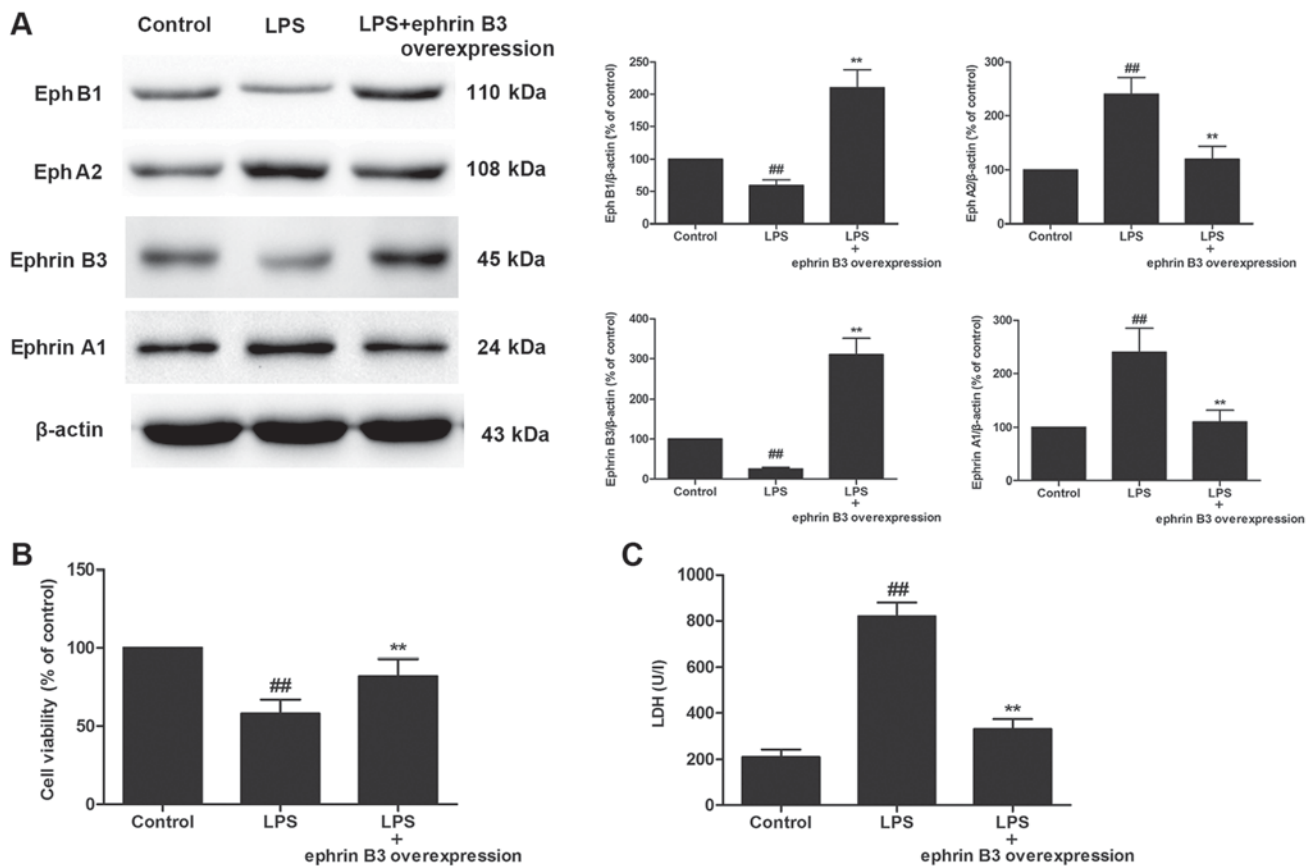 A
Control LPS LPS+ephrin B3
overexpression
Eph B1 110 kDa
Eph A2 108 kDa
Ephrin B3 45 kDa
Ephrin A1 24 kDa
β-actin 43 kDa
Eph B1/β-actin (% of control)
250
200
150
100
50
0
##
**
Control LPS LPS
+
ephrin B3 overexpression
Eph A2/β-actin (% of control)
300
200
100
0
##
**
Control LPS LPS
+
ephrin B3 overexpression
Ephrin B3/β-actin (% of control)
400
300
200
100
0
##
**
Control LPS LPS
+
ephrin B3 overexpression
Ephrin A1/β-actin (% of control)
300
200
100
0
##
**
Control LPS LPS
+
ephrin B3 overexpression
B
Cell viability (% of control)
150
100
50
0
##
**
Control LPS LPS
+
ephrin B3 overexpression
C
LDH (U/l)
1000
800
600
400
200
0
##
**
Control LPS LPS
+
ephrin B3 overexpression